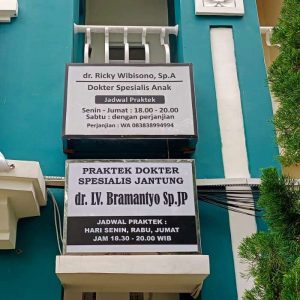 dr. Ricky Wibisono, Sp.A
Dokter Spesialis Anak
Jadwal Praktek
Senin - Jumat : 18.00 - 20.00
Sabtu : dengan perjanjian
Perjanjian : WA 083838994994
PRAKTEK DOKTER
SPESIALIS JANTUNG
dr. I.V. Bramantyo Sp.JP
JADWAL PRAKTEK :
HARI SENIN, RABU, JUMAT
JAM 18.30 - 20.00 WIB